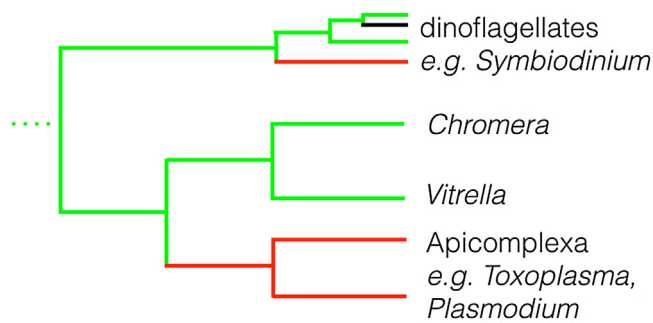 dinoflagellates
e.g. Symbiodinium
Chromera
Vitrella
Apicomplexa
e.g. Toxoplasma,
Plasmodium